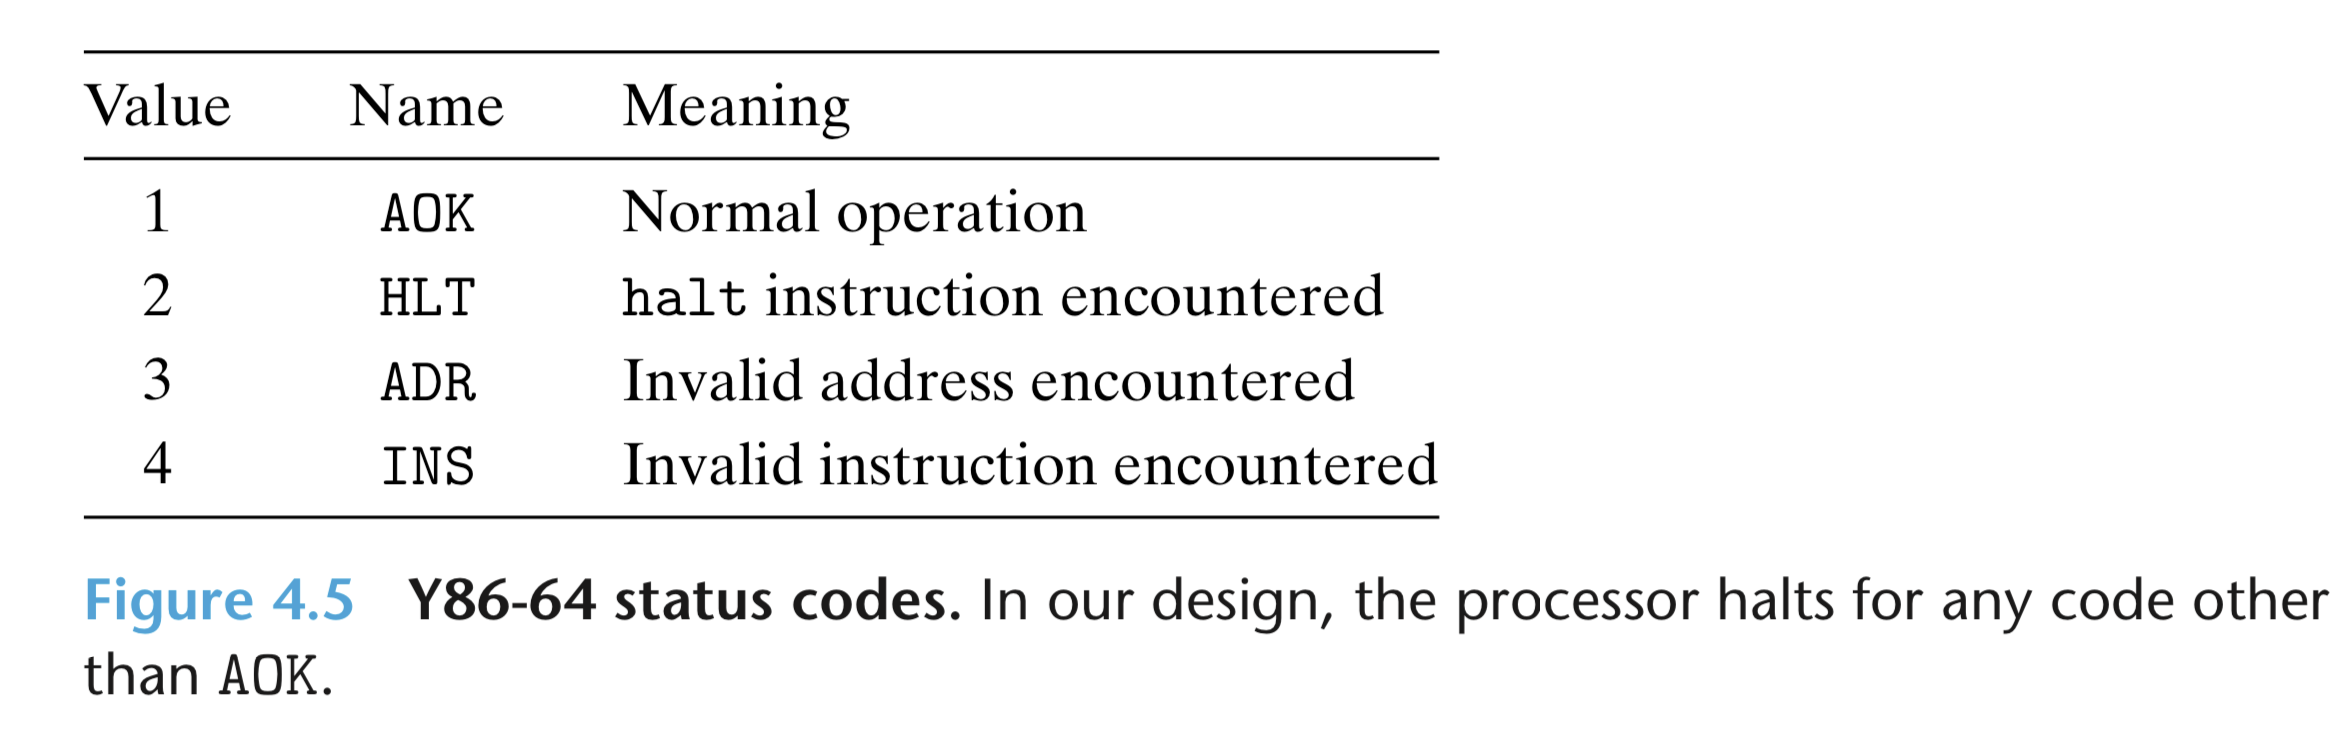 Value Name Meaning
1 AOK Normal operation
2 HLT halt instruction encountered
3 ADR Invalid address encountered
4 INS Invalid instruction encountered
Figure 4.5 Y86-64 status codes. In our design, the processor halts for any code other
than AOK.